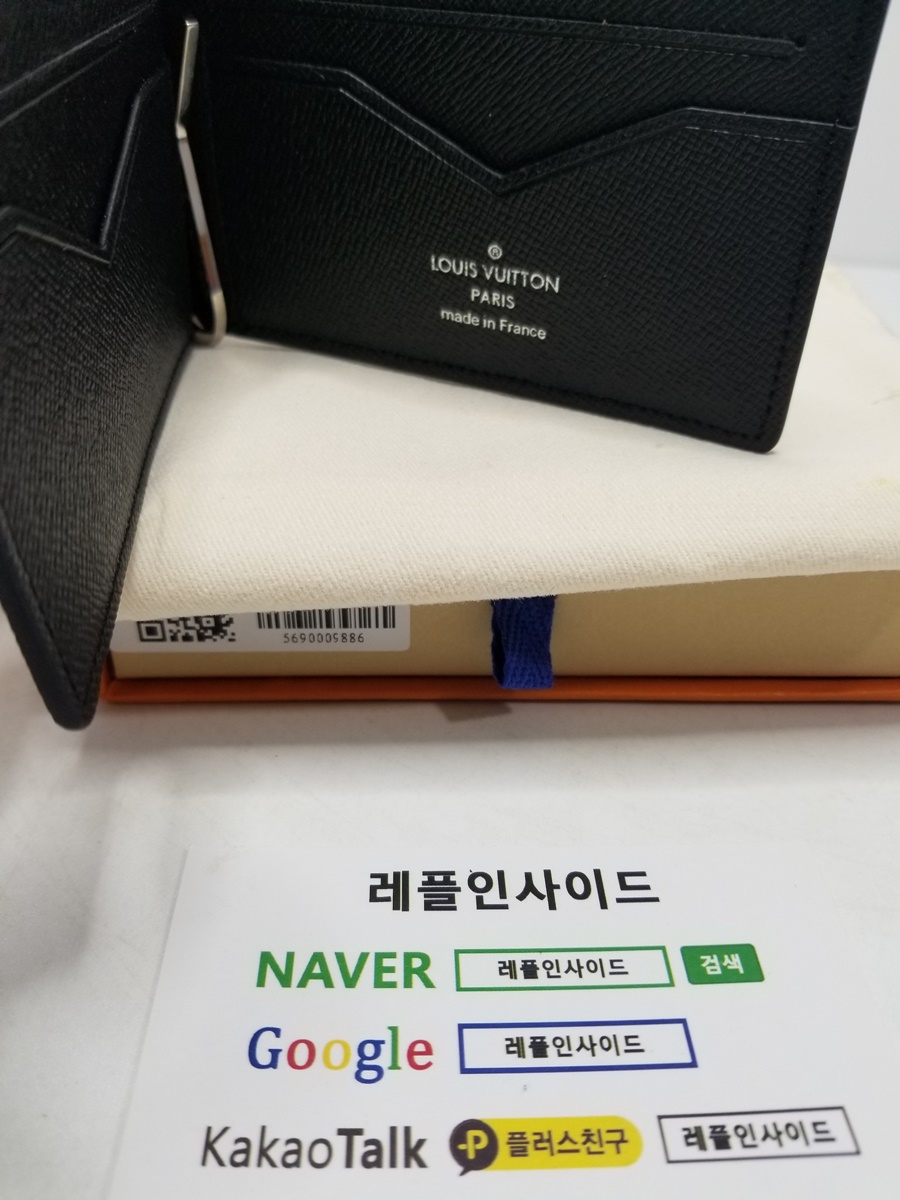 ®
LOUIS VUITTON
PARIS
made in France
5690009886
레플인사이드
NAVER 레플인사이드 검색
Google 레플인사이드
KakaoTalk P 플러스친구 레플인사이드